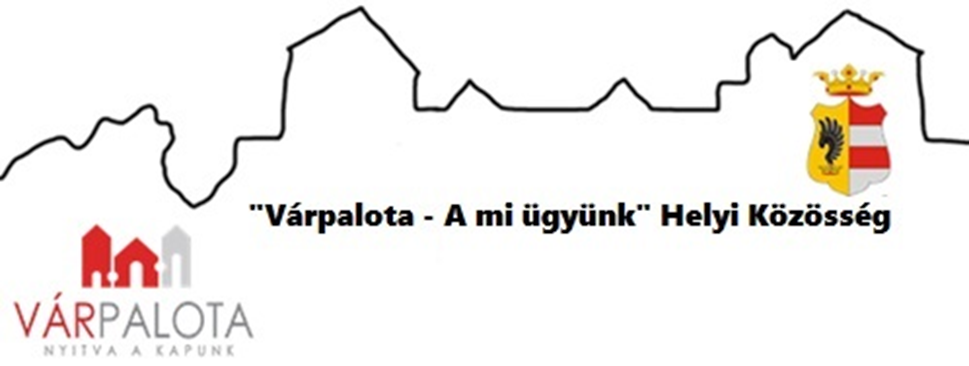 "Várpalota - A mi ügyünk" Helyi Közösség
VÁRPALOTA
NYITVA A KAPUNK